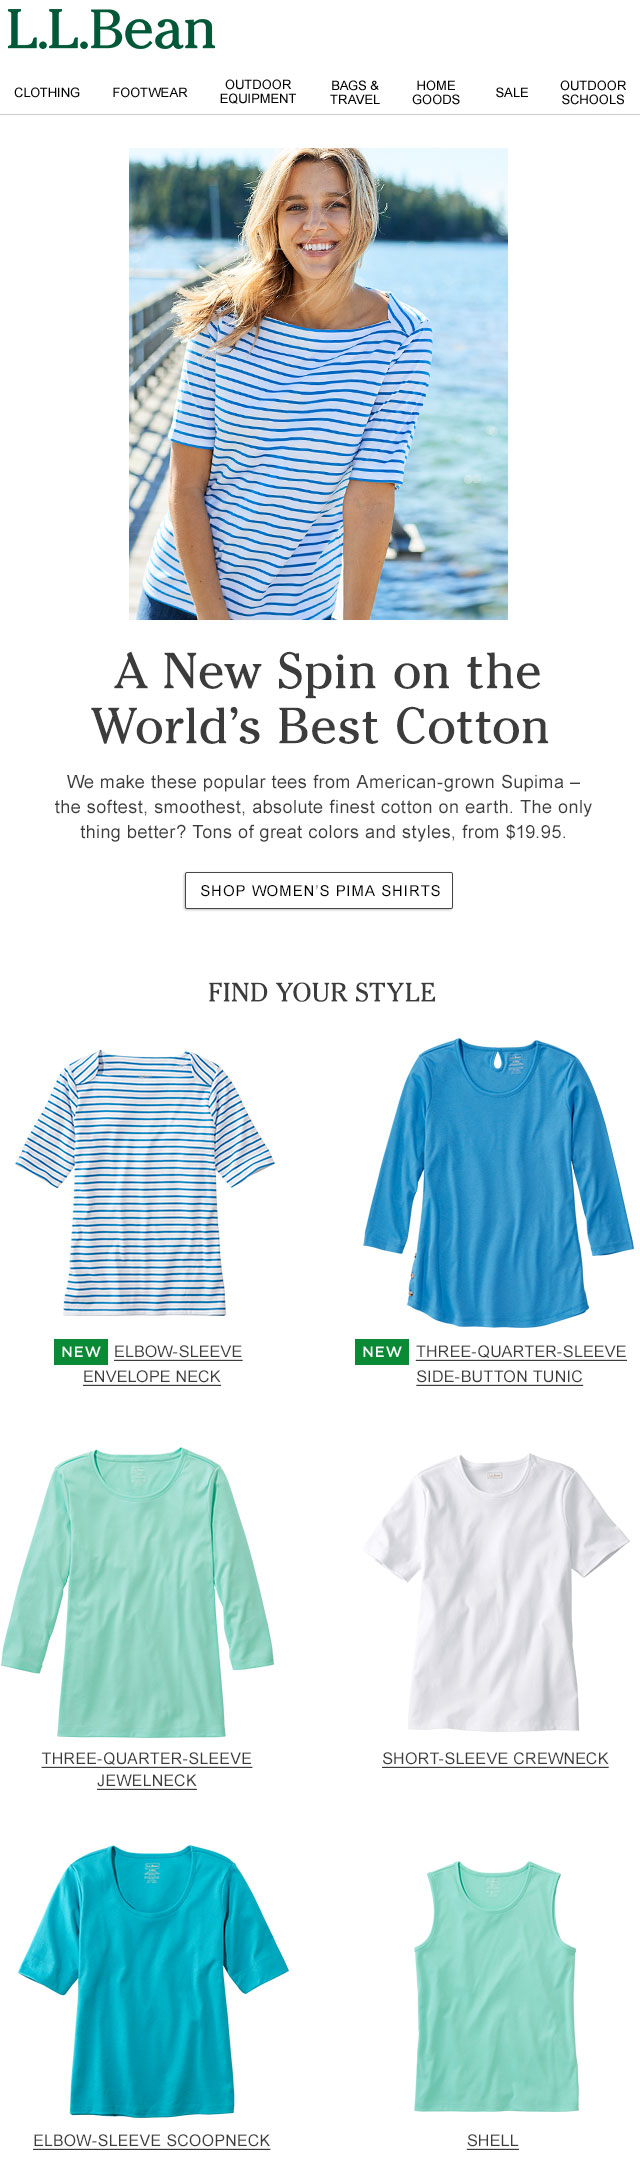 L.L.Bean
CLOTHING
FOOTWEAR
OUTDOOR
EQUIPMENT
BAGS &
TRAVEL
HOME
GOODS
SALE
OUTDOOR
SCHOOLS
A New Spin on the
World's Best Cotton
We make these popular tees from American-grown Supima –
the softest, smoothest, absolute finest cotton on earth. The only
thing better? Tons of great colors and styles, from $19.95.
SHOP WOMEN'S PIMA SHIRTS
FIND YOUR STYLE
NEW ELBOW-SLEEVE
ENVELOPE NECK
NEW THREE-QUARTER-SLEEVE
SIDE-BUTTON TUNIC
THREE-QUARTER-SLEEVE
JEWELNECK
SHORT-SLEEVE CREWNECK
ELBOW-SLEEVE SCOOPNECK
SHELL